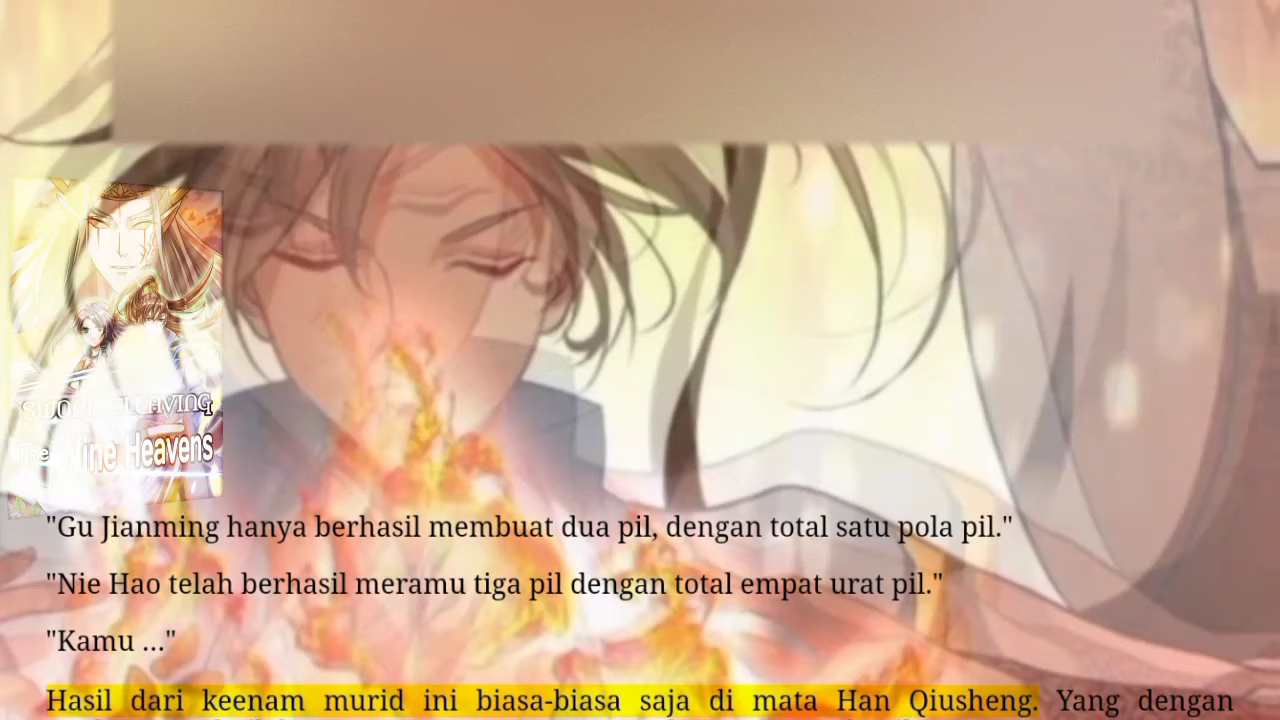 SWORD CLEAVING
The Nine Heavens
"Gu Jianming hanya berhasil membuat dua pil, dengan total satu pola pil."
"Nie Hao telah berhasil meramu tiga pil dengan total empat urat pil."
"Kamu ..."
Hasil dari keenam murid ini biasa-biasa saja di mata Han Qiusheng. Yang dengan